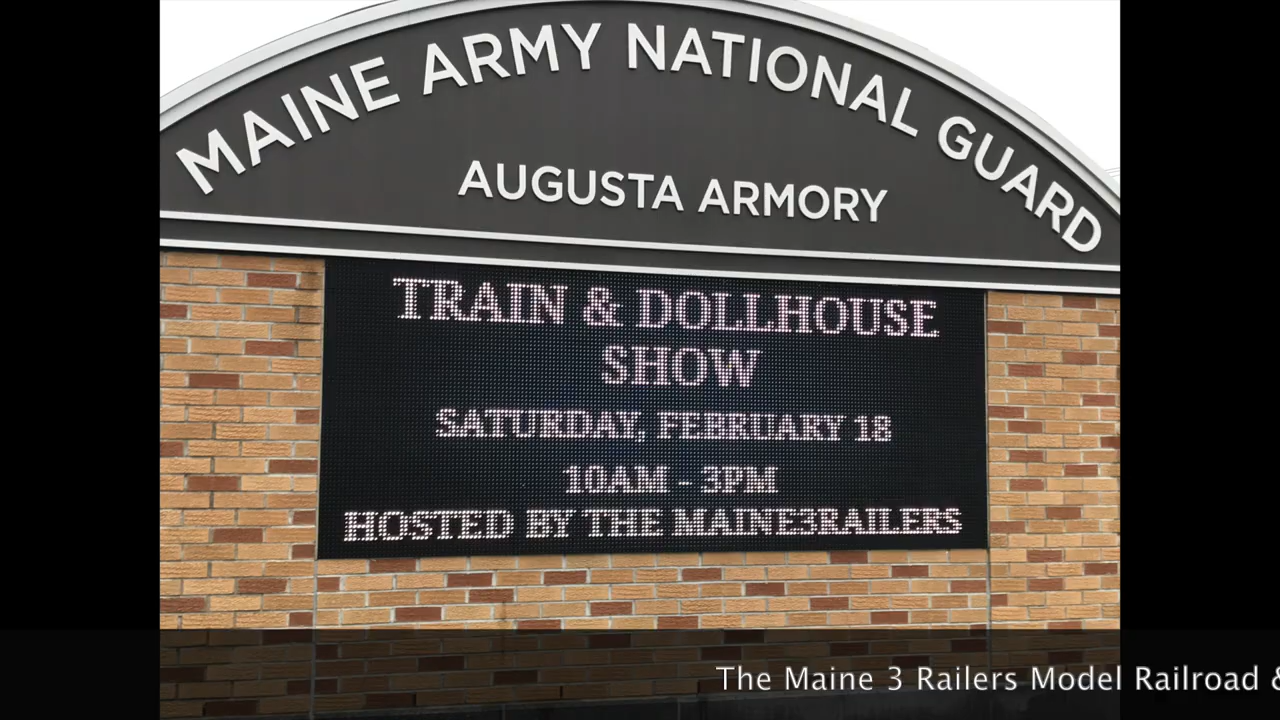 MAINE ARMY NATIONAL GUARD
AUGUSTA ARMORY
TRAIN & DOLLHOUSE
SHOW
SATURDAY, FEBRUARY 18
10AM - 3PM
HOSTED BY THE MAINE3RAILERS
The Maine 3 Railers Model Railroad &